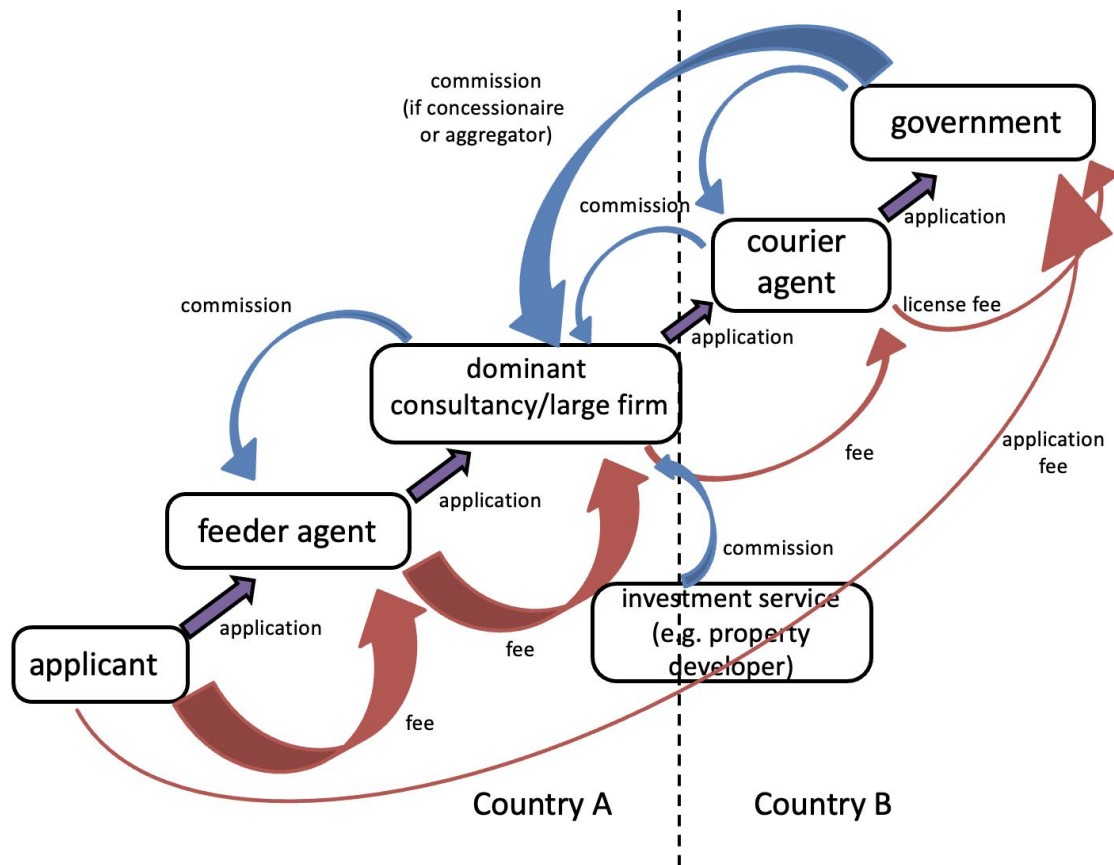 commission
(if concessionaire
or aggregator)
government
commission
application
courier
agent
commission
license fee
application
dominant
consultancy/large firm
application
fee
fee
application
feeder agent
commission
application
investment service
(e.g. property
developer)
fee
applicant
fee
Country A
Country B